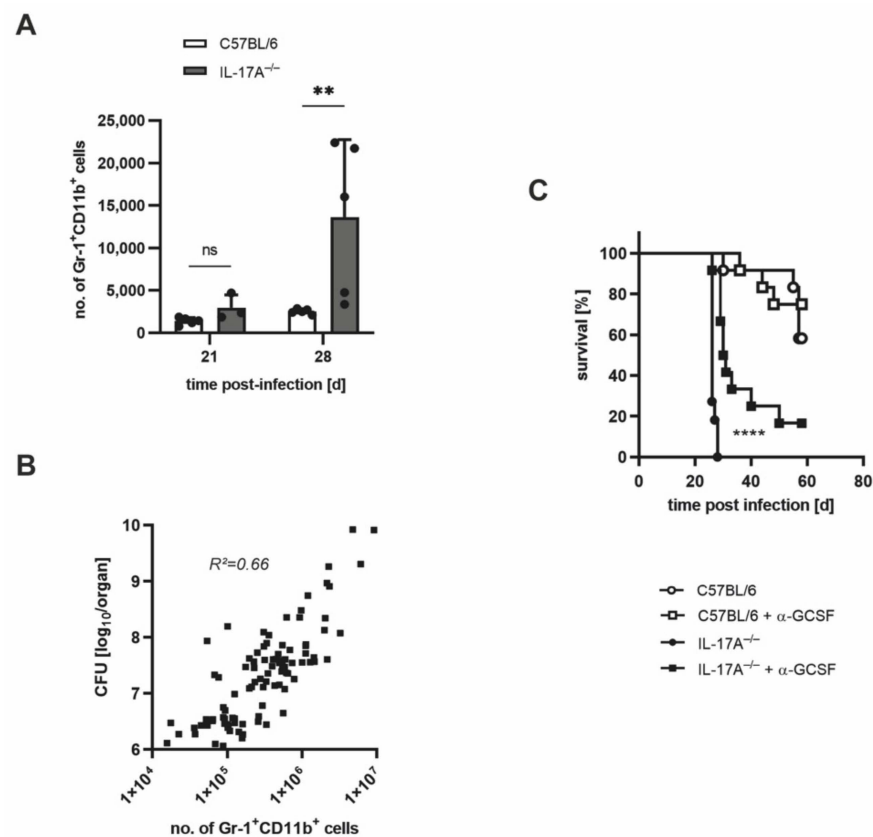 A
C57BL/6
IL-17A⁻/⁻
**
25,000
20,000
15,000
10,000
5,000
0
no. of Gr-1⁺CD11b⁺ cells
ns
21
28
time post-infection [d]
B
10
9
8
7
6
CFU [log₁₀/organ]
R²=0.66
1×10⁴
1×10⁵
1×10⁶
1×10⁷
no. of Gr-1⁺CD11b⁺ cells
C
100
80
60
40
20
0
survival [%]
****
0
20
40
60
80
time post infection [d]
C57BL/6
C57BL/6 + α-GCSF
IL-17A⁻/⁻
IL-17A⁻/⁻ + α-GCSF